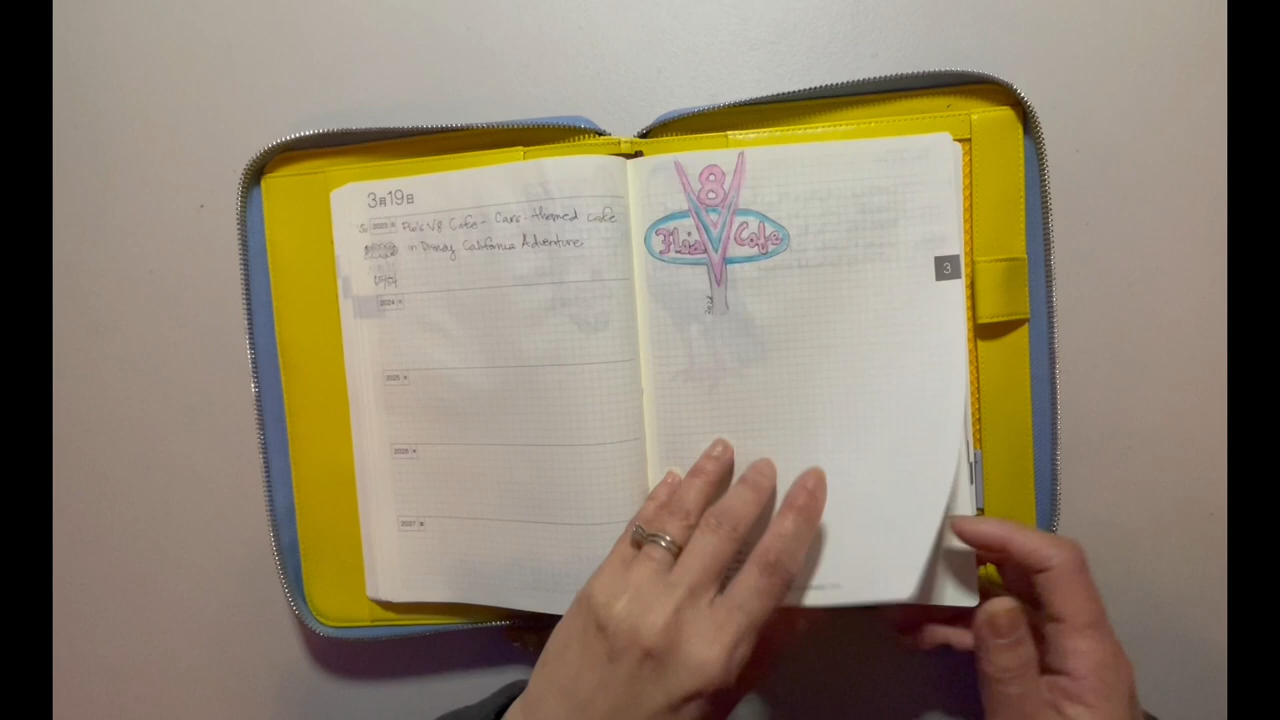 3月19日
2023
Flo's V8 Cafe - Cars-themed cafe
in Disney California Adventure
2024
2025
2026
2027
8
V
Flo's Cafe
3